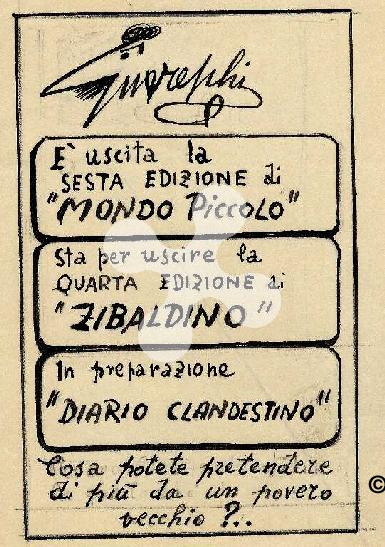 Guareschi
È uscita la
SESTA EDIZIONE di
"MONDO PICCOLO"
Sta per uscire la
QUARTA EDIZIONE di
"ZIBALDINO"
In preparazione
"DIARIO CLANDESTINO"
Cosa potete pretendere
di più da un povero
vecchio ?..
©